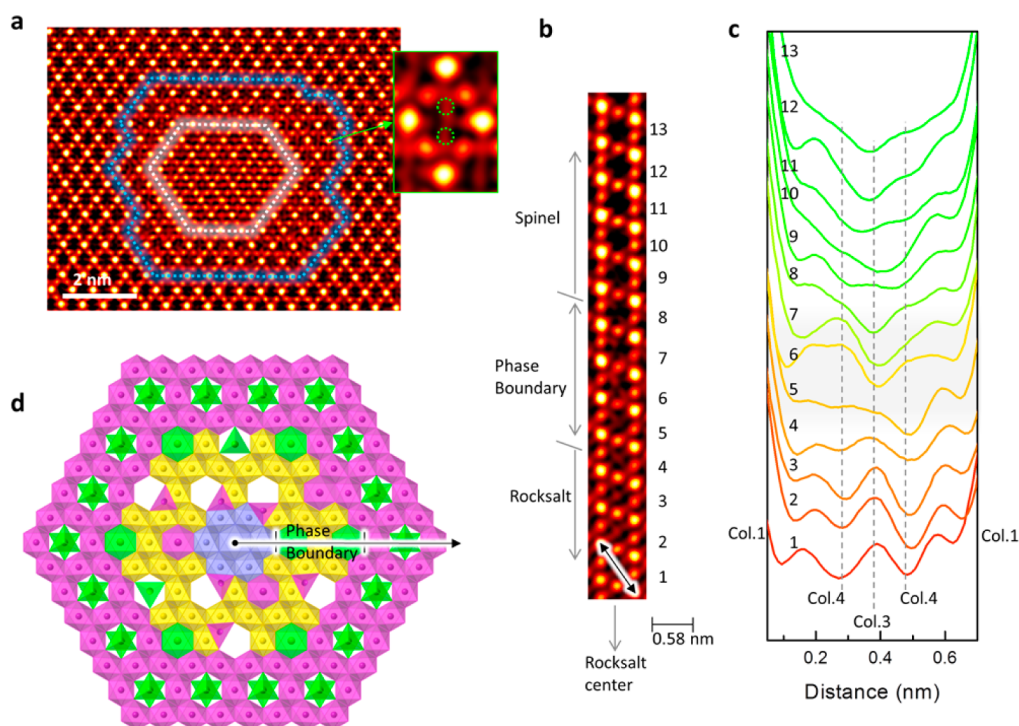 a
2 nm
b
13
12
11
10
9
8
7
6
5
4
3
2
1
Spinel
Phase
Boundary
Rocksalt
Rocksalt
center
0.58 nm
c
13
12
11
10
9
8
7
6
5
4
3
2
1
Col.1
Col.1
Col.4
Col.4
Col.3
0.2
0.4
0.6
Distance (nm)
d
Phase
Boundary